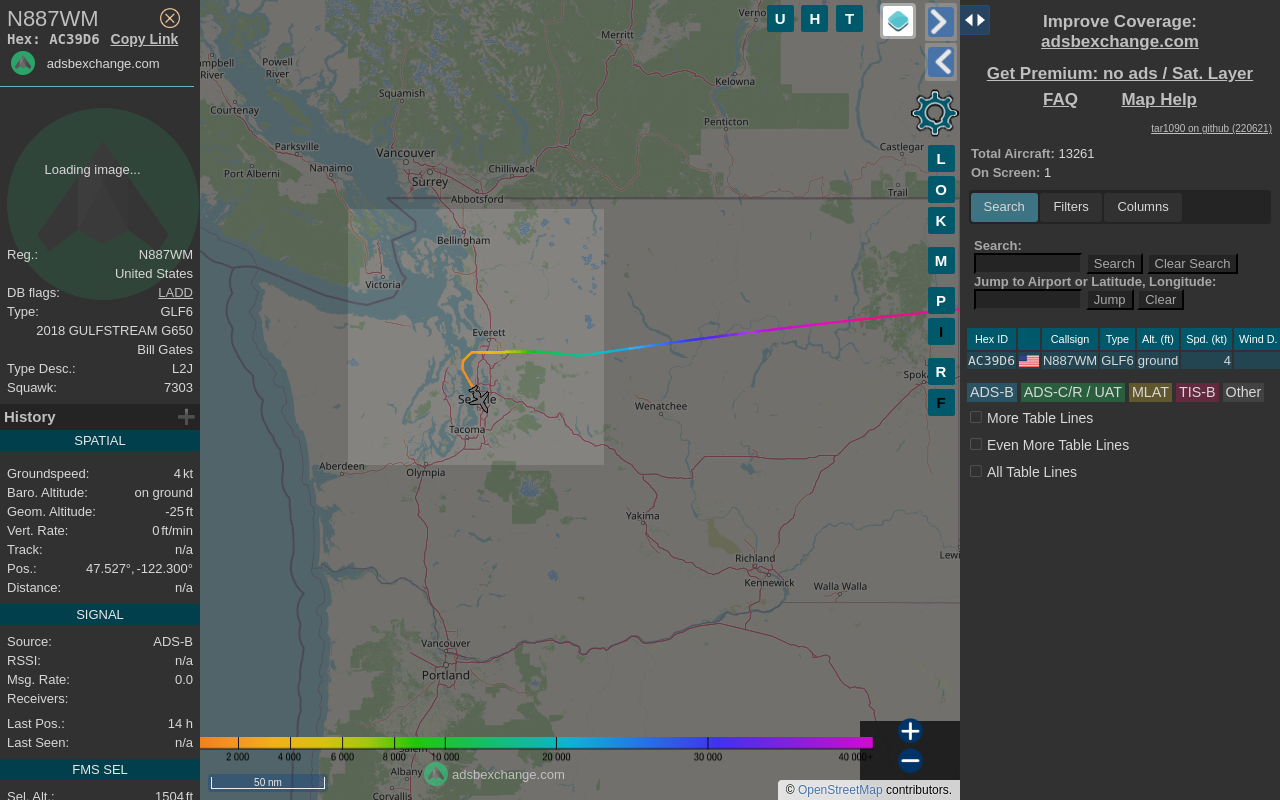 N887WM
Hex: AC39D6 Copy Link
adsbexchange.com
Loading image...
Reg.: N887WM
United States
DB flags: LADD
Type: GLF6
2018 GULFSTREAM G650
Bill Gates
Type Desc.: L2J
Squawk: 7303
History
SPATIAL
Groundspeed: 4 kt
Baro. Altitude: on ground
Geom. Altitude: -25 ft
Vert. Rate: 0 ft/min
Track: n/a
Pos.: 47.527°, -122.300°
Distance: n/a
SIGNAL
Source: ADS-B
RSSI: n/a
Msg. Rate: 0.0
Receivers:
Last Pos.: 14 h
Last Seen: n/a
FMS SEL
Sel. Alt.: 1504 ft
U H T
Verno
Merritt
mpbell River
Powell River
Kelowna
Squamish
Courtenay
Penticton
Parksville
Vancouver
Castlegar
Nanaimo
Port Alberni
Chilliwack
Surrey
Trail
Abbotsford
Bellingham
Victoria
Everett
Spok
Se le
Wenatchee
Tacoma
Aberdeen
Olympia
Yakima
Richland
Lewi
Kennewick
Walla Walla
Vancouver
Portland
Salem
Albany
Corvallis
L
O
K
M
P
I
R
F
2 000 4 000 6 000 8 000 10 000 20 000 30 000 40 000+
50 nm
adsbexchange.com
© OpenStreetMap contributors.
Improve Coverage:
adsbexchange.com
Get Premium: no ads / Sat. Layer
FAQ Map Help
tar1090 on github (220621)
Total Aircraft: 13261
On Screen: 1
Search Filters Columns
Search:
Search Clear Search
Jump to Airport or Latitude, Longitude:
Jump Clear
Hex ID Callsign Type Alt. (ft) Spd. (kt) Wind D.
AC39D6 N887WM GLF6 ground 4
ADS-B ADS-C/R / UAT MLAT TIS-B Other
More Table Lines
Even More Table Lines
All Table Lines